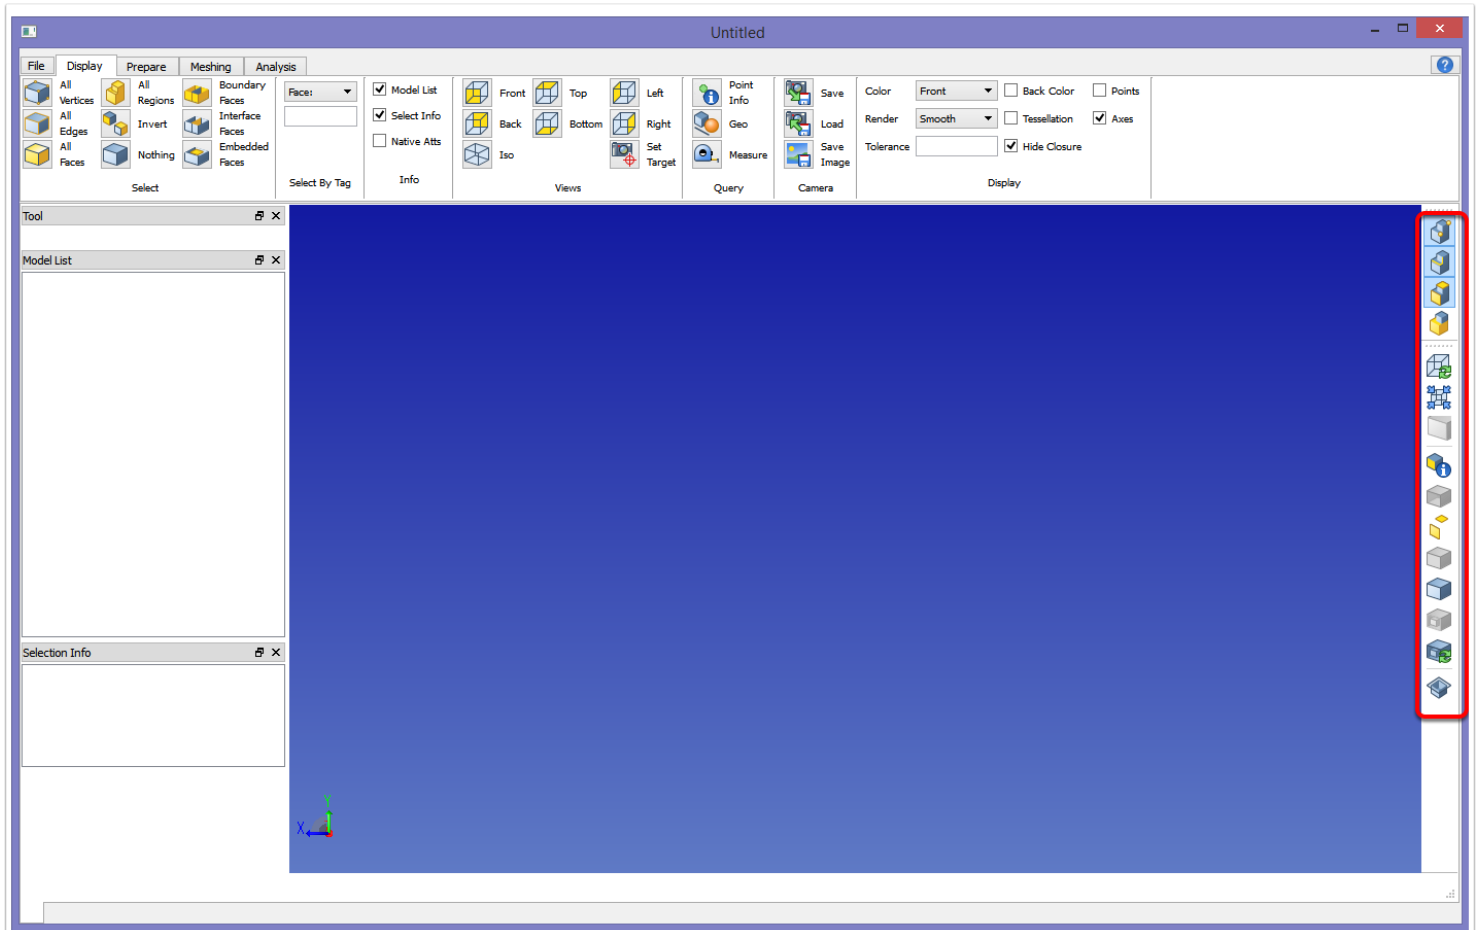 Untitled
File Display Prepare Meshing Analysis
All Vertices All Regions Boundary Faces
All Edges Invert Interface Faces
All Faces Nothing Embedded Faces
Select
Face:
Select By Tag
Model List
Select Info
Native Atts
Info
Front Top Left
Back Bottom Right
Iso Set Target
Views
Point Info
Geo
Measure
Query
Save
Load
Save Image
Camera
Color Front Back Color Points
Render Smooth Tessellation Axes
Tolerance Hide Closure
Display
Tool
Model List
Selection Info
Y
X